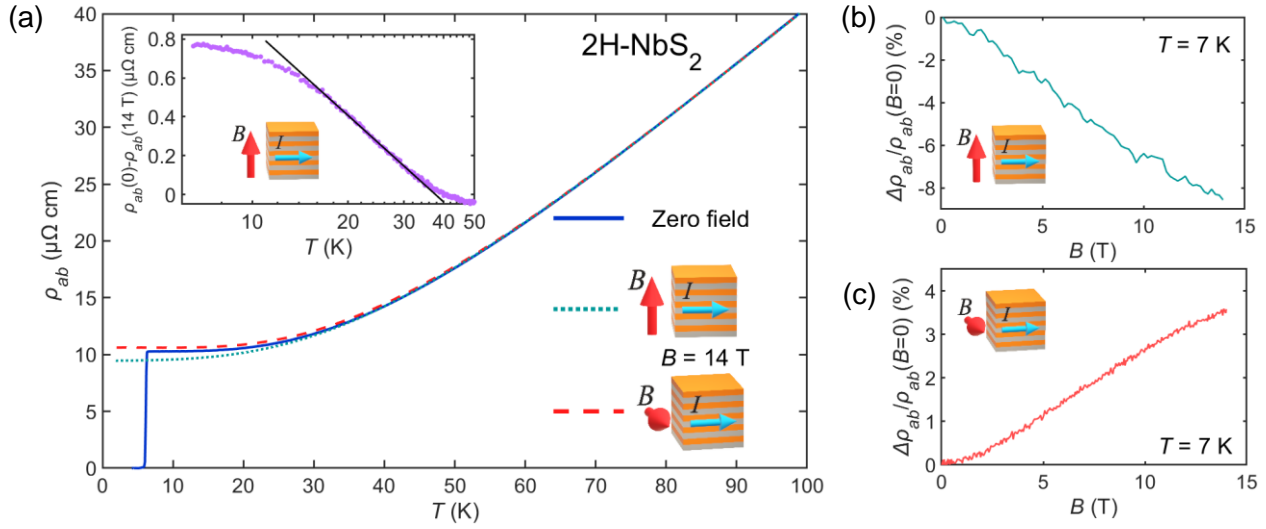 (a)
40
35
30
25
20
15
10
5
0
ρab (μΩ cm)
0 10 20 30 40 50 60 70 80 90 100
T (K)
2H-NbS2
0.8
0.6
0.4
0.2
0
ρab(0)-ρab(14 T) (μΩ cm)
10 20 30 40 50
T (K)
B
I
Zero field
B
I
B = 14 T
B
I
(b)
0
-2
-4
-6
-8
Δρab/ρab(B=0) (%)
T = 7 K
B
I
0 5 10 15
B (T)
(c)
4
3
2
1
0
Δρab/ρab(B=0) (%)
B
I
T = 7 K
0 5 10 15
B (T)